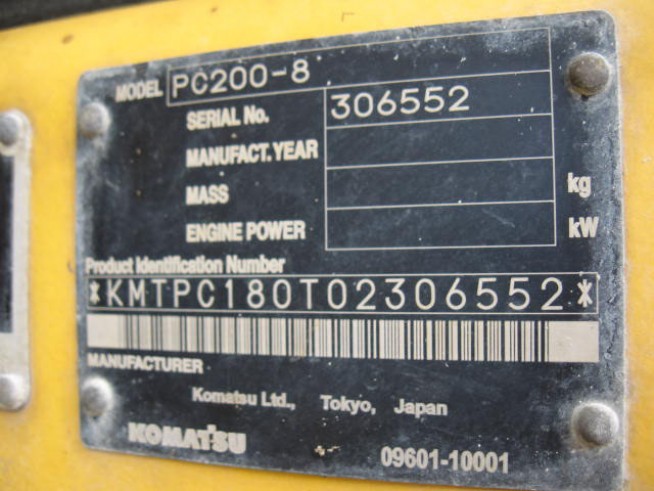 MODEL PC200-8
SERIAL No. 306552
MANUFACT. YEAR
MASS kg
ENGINE POWER kW
Product Identification Number
*KMTPC180T02306552*
MANUFACTURER
Komatsu Ltd., Tokyo, Japan
KOMATSU
09601-10001